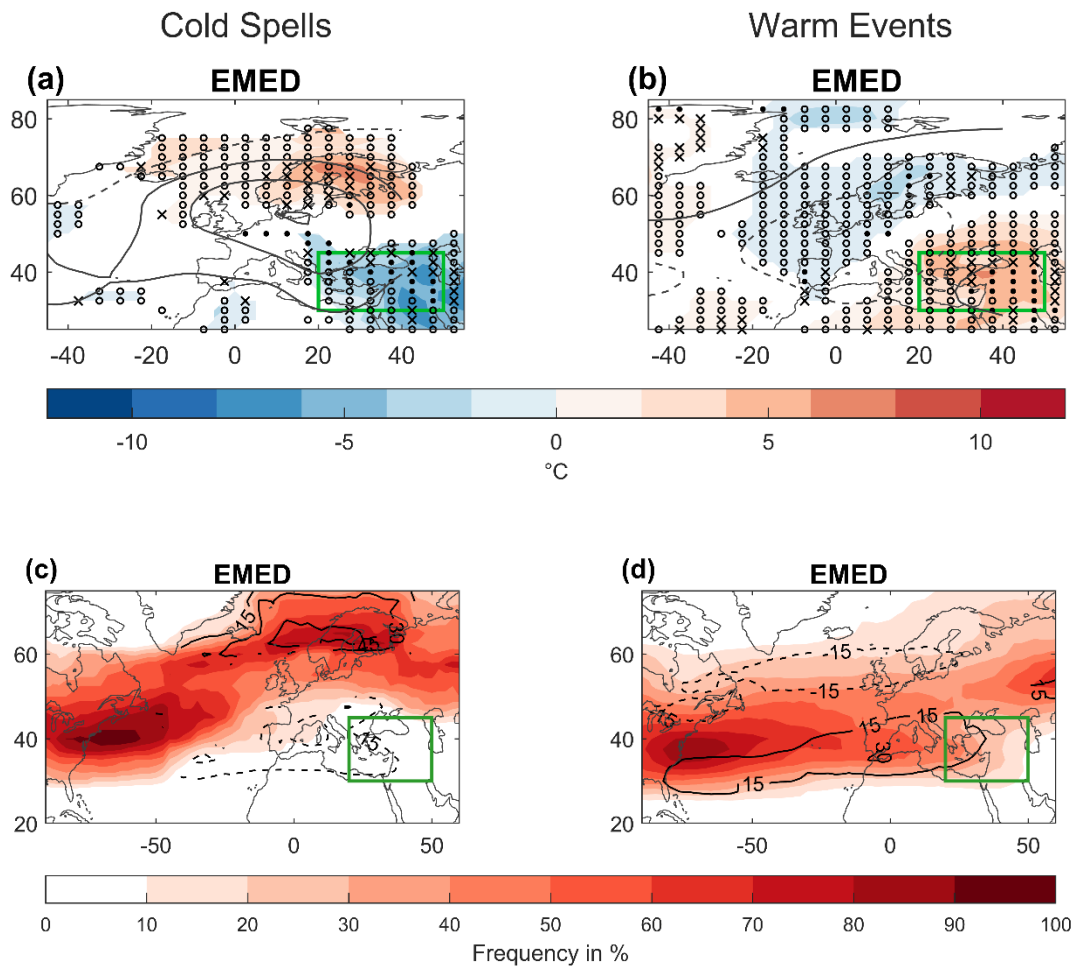 Cold Spells Warm Events
(a) EMED (b) EMED
80 80
60 60
40 40
-40 -20 0 20 40 -40 -20 0 20 40
-10 -5 0 5 10
°C
(c) EMED (d) EMED
15 45 30 -15 -15 -15 15 15 15 30 15
60 60
40 40
20 20
-50 0 50 -50 0 50
0 10 20 30 40 50 60 70 80 90 100
Frequency in %